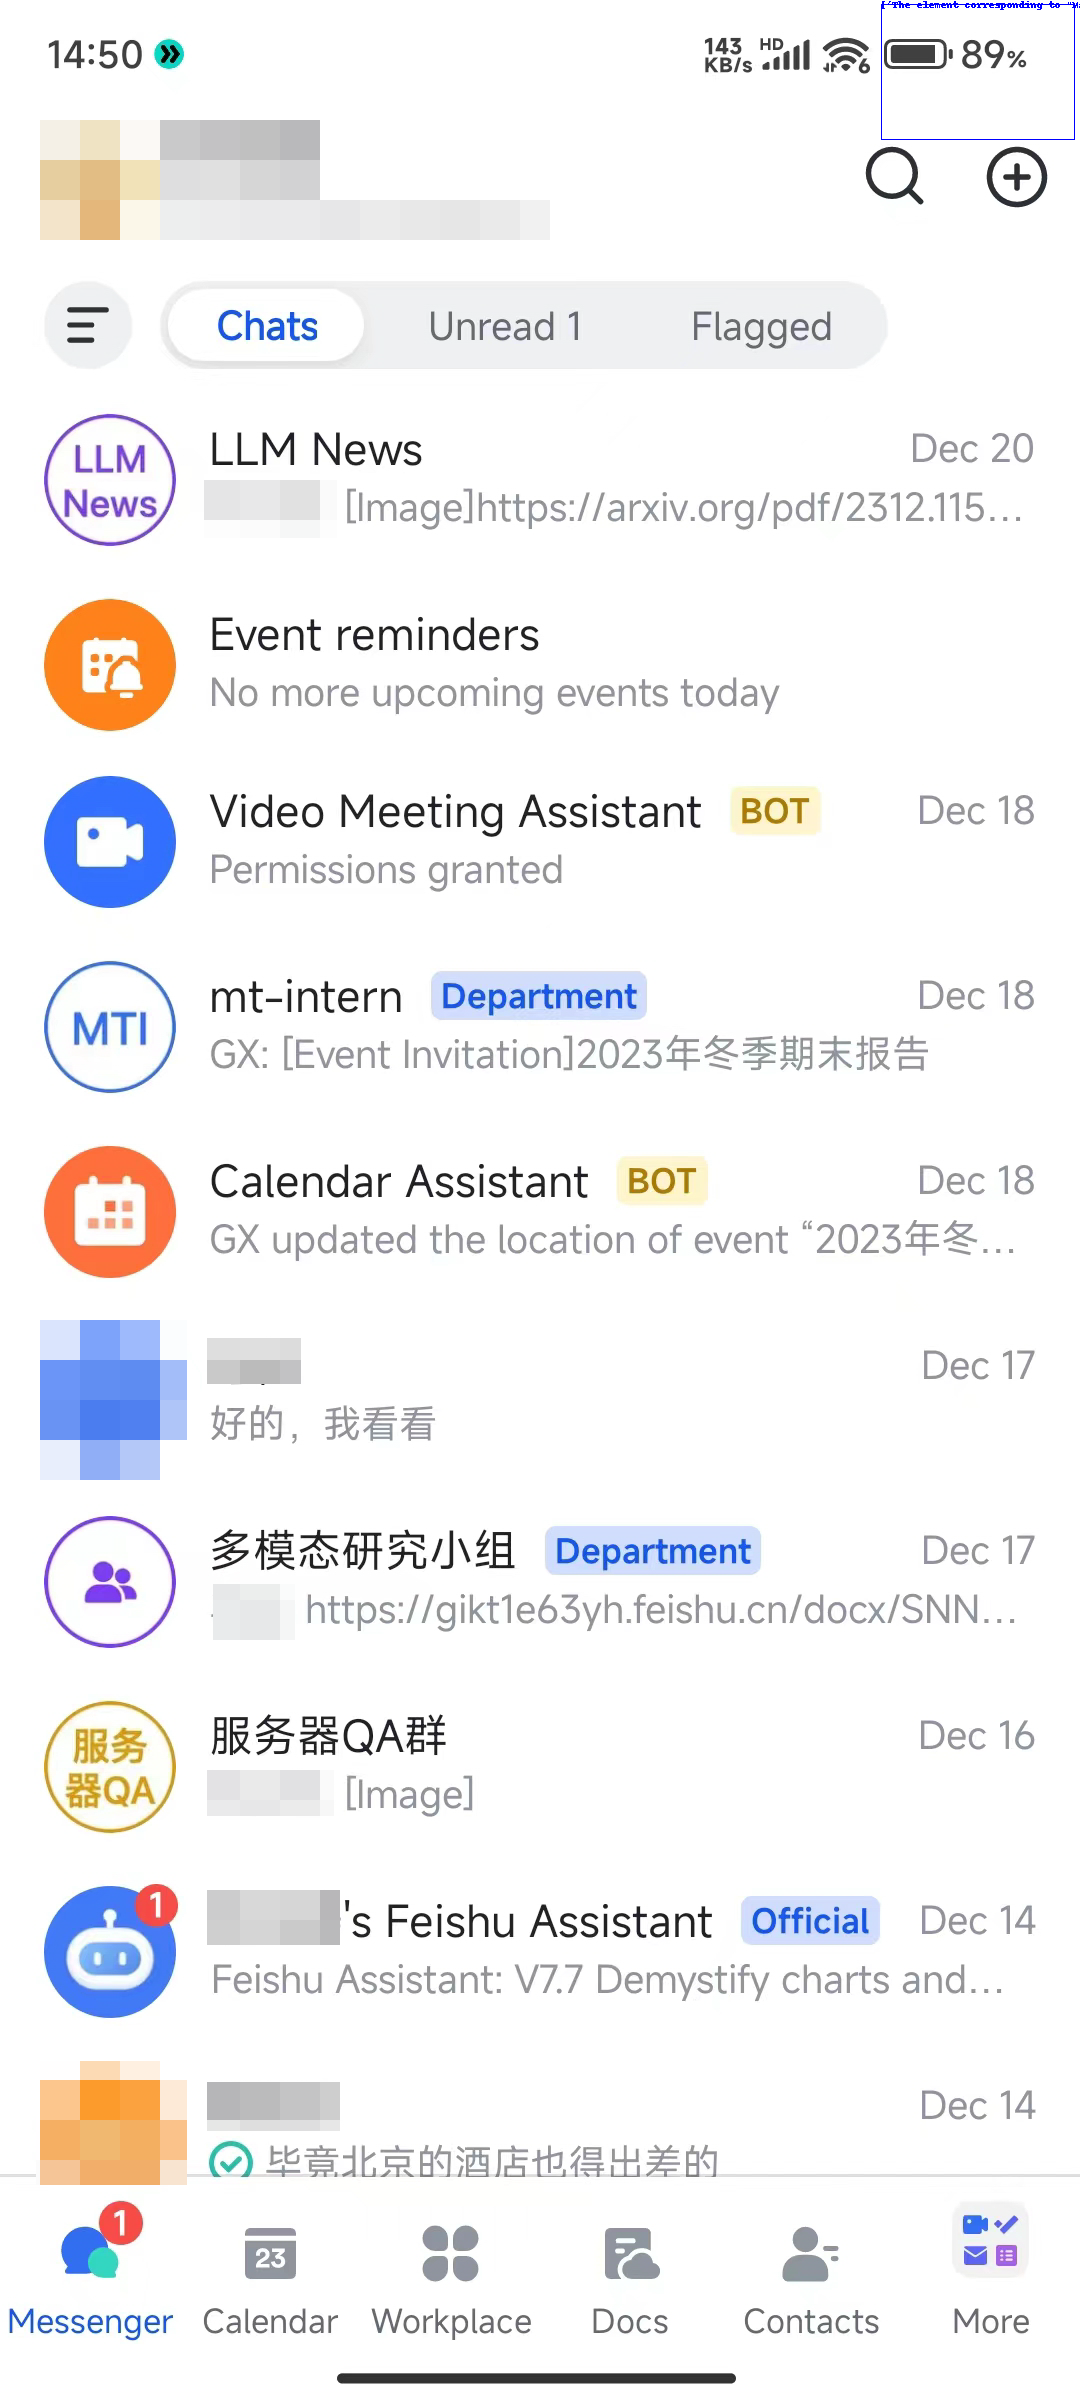 ['The element corresponding to "M
14:50
143 KB/s HD 6 89%
Chats Unread 1 Flagged
LLM News
LLM News Dec 20
[Image]https://arxiv.org/pdf/2312.115...
Event reminders
No more upcoming events today
Video Meeting Assistant BOT Dec 18
Permissions granted
MTI
mt-intern Department Dec 18
GX: [Event Invitation]2023年冬季期末报告
Calendar Assistant BOT Dec 18
GX updated the location of event “2023年冬...
Dec 17
好的，我看看
多模态研究小组 Department Dec 17
https://gikt1e63yh.feishu.cn/docx/SNN...
服务器QA
服务器QA群 Dec 16
[Image]
1
's Feishu Assistant Official Dec 14
Feishu Assistant: V7.7 Demystify charts and...
Dec 14
毕竟北京的酒店也得出差的
1
23
Messenger Calendar Workplace Docs Contacts More